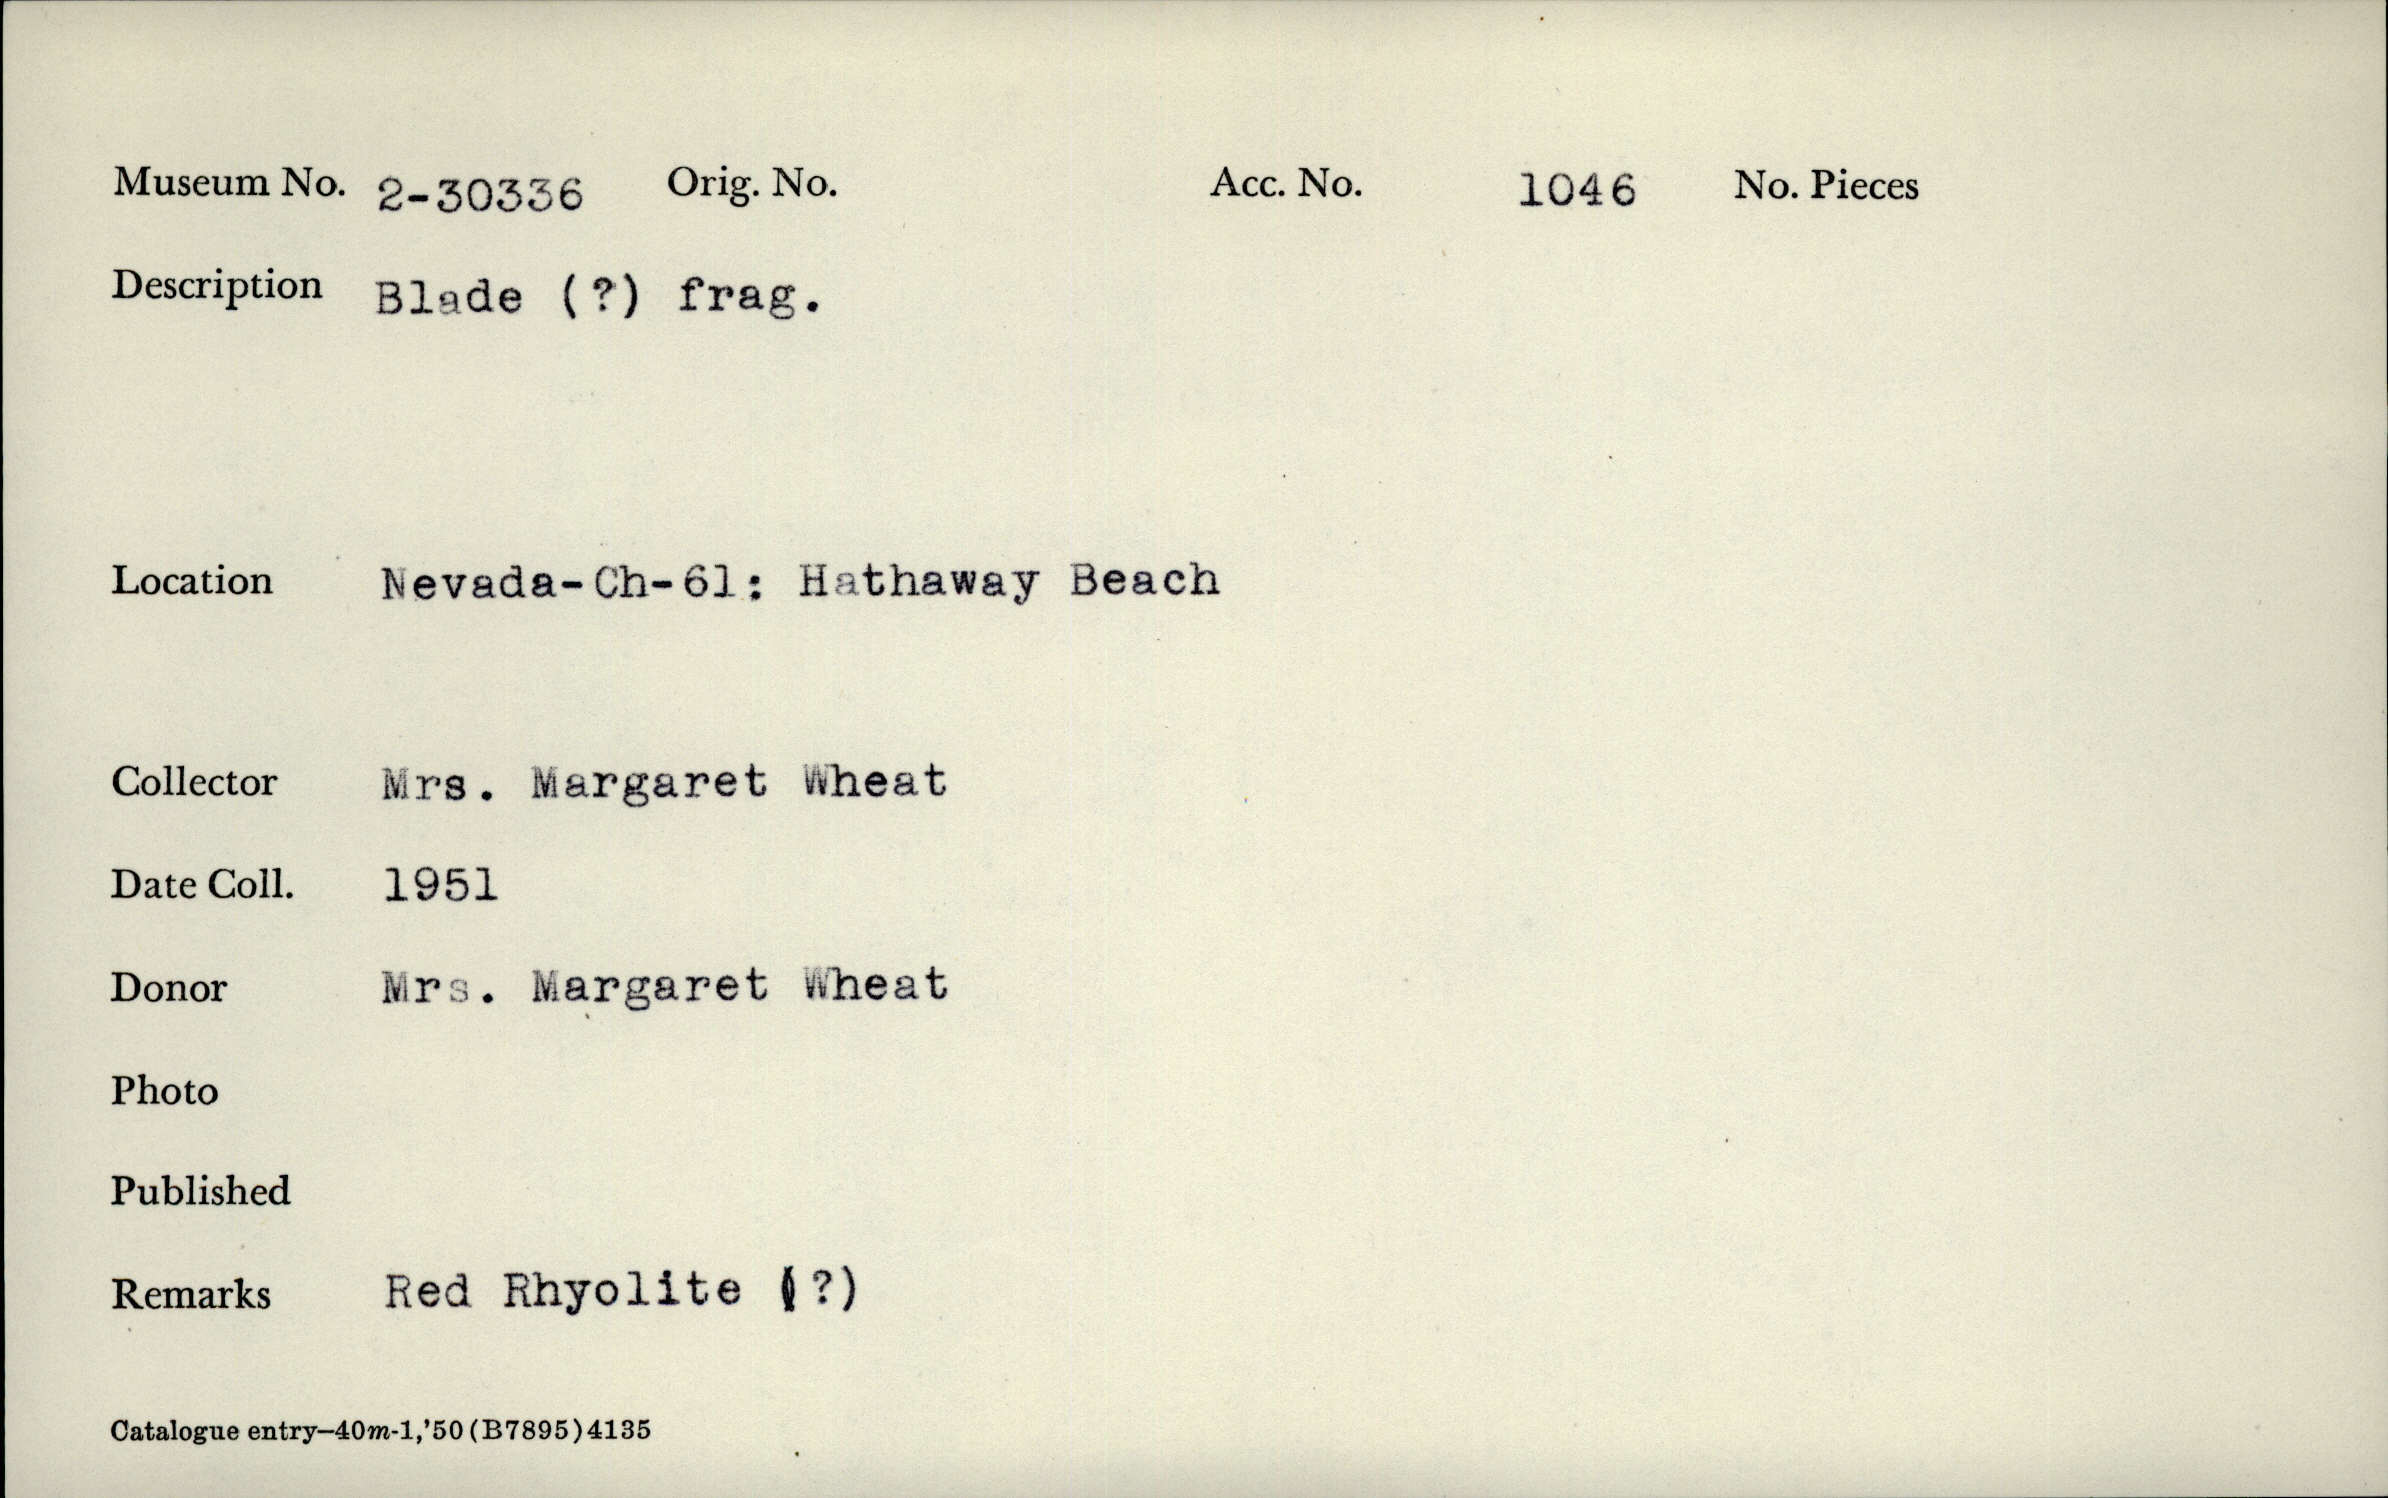 Museum No. 2-30336 Orig. No. Acc. No. 1046 No. Pieces
Description Blade (?) frag.
Location Nevada-Ch-61: Hathaway Beach
Collector Mrs. Margaret Wheat
Date Coll. 1951
Donor Mrs. Margaret Wheat
Photo
Published
Remarks Red Rhyolite (?)
Catalogue entry—40m-1,'50(B7895)4135